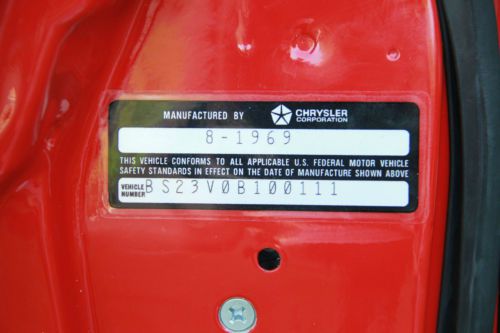 MANUFACTURED BY CHRYSLER CORPORATION
8-1969
THIS VEHICLE CONFORMS TO ALL APPLICABLE U.S. FEDERAL MOTOR VEHICLE
SAFETY STANDARDS IN EFFECT ON THE DATE OF MANUFACTURE SHOWN ABOVE
VEHICLE NUMBER BS23V0B100111